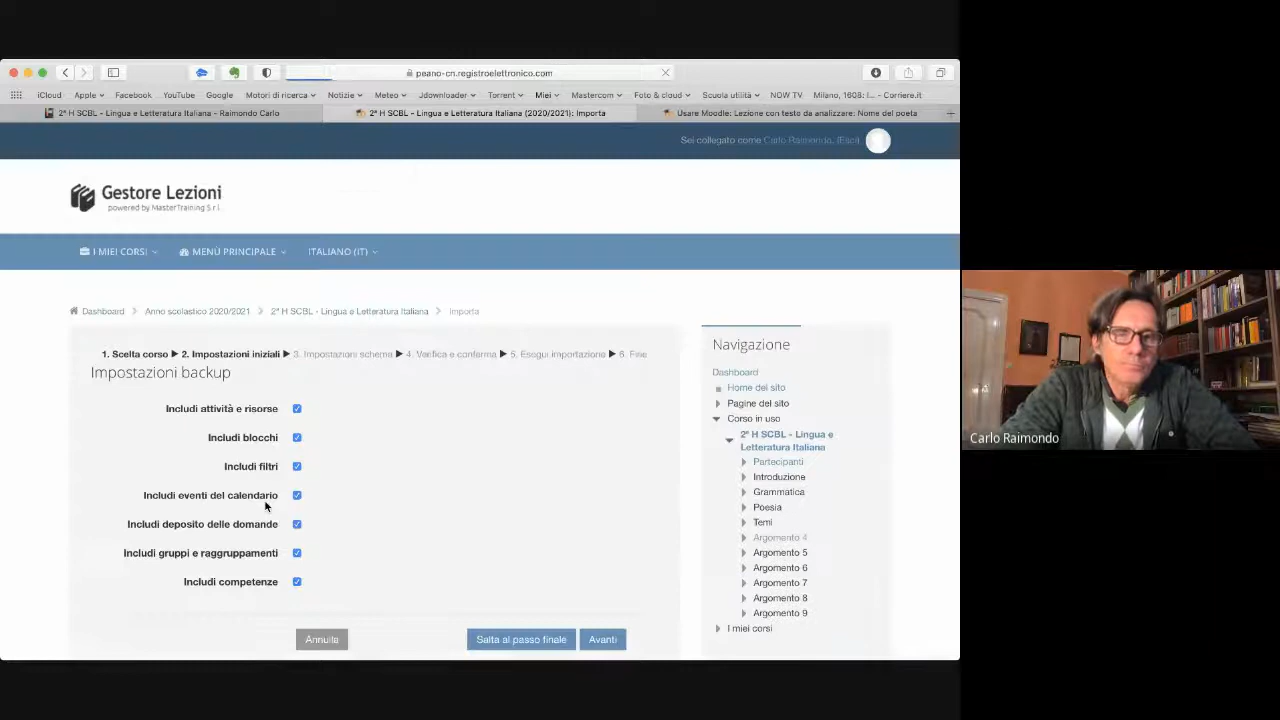 peano-cn.registroelettronico.com
iCloud Apple Facebook YouTube Google Motori di ricerca Notizie Meteo Jdownloader Torrent Miei Mastercom Foto & cloud Scuola utilità NOW TV Milano, 1608: I... - Corriere.it
2ª H SCBL - Lingua e Letteratura Italiana - Raimondo Carlo
2ª H SCBL - Lingua e Letteratura Italiana (2020/2021): Importa
Usare Moodle: Lezione con testo da analizzare: Nome del poeta
Sei collegato come Carlo Raimondo. (Esci)
Gestore Lezioni
powered by MasterTraining S.r.l.
I MIEI CORSI MENÙ PRINCIPALE ITALIANO (IT)
Dashboard Anno scolastico 2020/2021 2ª H SCBL - Lingua e Letteratura Italiana Importa
1. Scelta corso ► 2. Impostazioni iniziali ► 3. Impostazioni schema ► 4. Verifica e conferma ► 5. Esegui importazione ► 6. Fine
Impostazioni backup
Includi attività e risorse
Includi blocchi
Includi filtri
Includi eventi del calendario
Includi deposito delle domande
Includi gruppi e raggruppamenti
Includi competenze
Annulla Salta al passo finale Avanti
Navigazione
Dashboard
Home del sito
Pagine del sito
Corso in uso
2ª H SCBL - Lingua e
Letteratura Italiana
Partecipanti
Introduzione
Grammatica
Poesia
Temi
Argomento 4
Argomento 5
Argomento 6
Argomento 7
Argomento 8
Argomento 9
I miei corsi
Carlo Raimondo